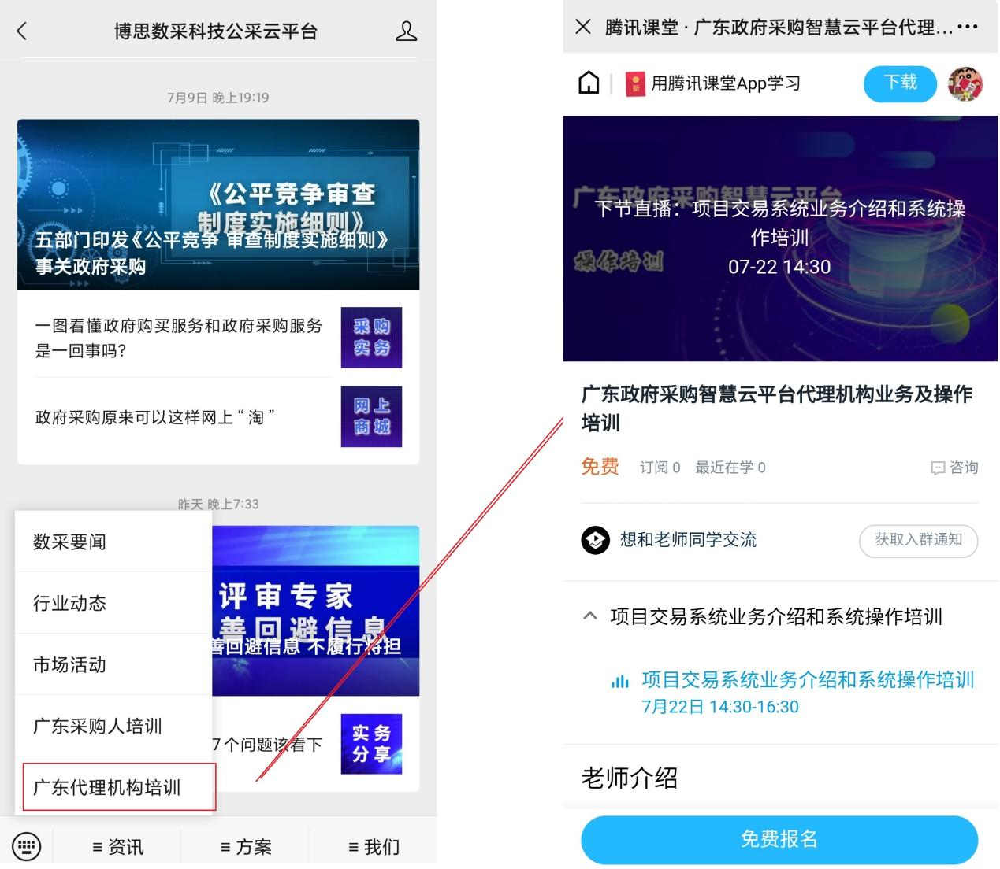 博思数采科技公采云平台
7月9日 晚上19:19
《公平竞争审查
制度实施细则》
五部门印发《公平竞争 审查制度实施细则》
事关政府采购
一图看懂政府购买服务和政府采购服务
是一回事吗?
采购
实务
政府采购原来可以这样网上“淘”
网上
商城
昨天 晚上7:33
评审专家
善回避信息
善回避信息 不履行将担
7个问题该看下
实务
分享
数采要闻
行业动态
市场活动
广东采购人培训
广东代理机构培训
≡ 资讯
≡ 方案
≡ 我们
腾讯课堂 · 广东政府采购智慧云平台代理...
新
用腾讯课堂App学习
下载
广东政府采购智慧云平台
操作培训
下节直播：项目交易系统业务介绍和系统操
作培训
07-22 14:30
广东政府采购智慧云平台代理机构业务及操作
培训
免费 订阅 0 最近在学 0
咨询
想和老师同学交流
获取入群通知
项目交易系统业务介绍和系统操作培训
项目交易系统业务介绍和系统操作培训
7月22日 14:30-16:30
老师介绍
免费报名